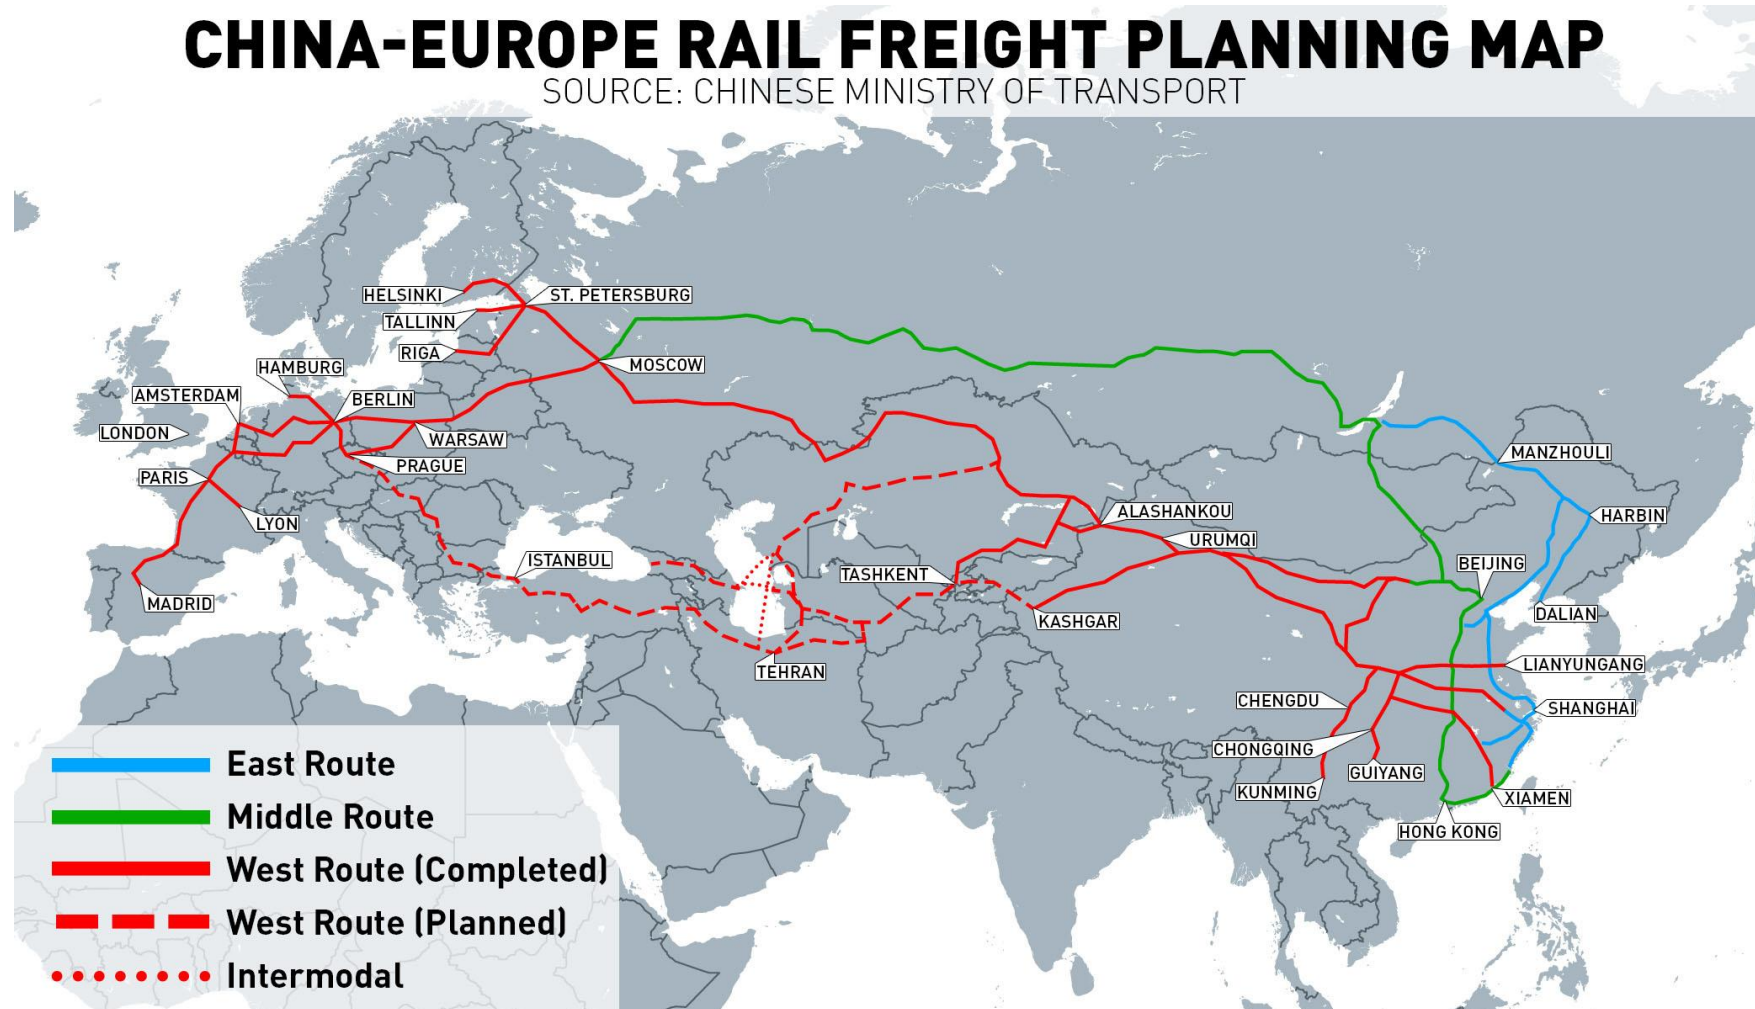 CHINA-EUROPE RAIL FREIGHT PLANNING MAP
SOURCE: CHINESE MINISTRY OF TRANSPORT
HELSINKI
ST. PETERSBURG
TALLINN
RIGA
MOSCOW
HAMBURG
AMSTERDAM
BERLIN
LONDON
WARSAW
PRAGUE
PARIS
LYON
MADRID
ISTANBUL
TEHRAN
TASHKENT
KASHGAR
ALASHANKOU
URUMQI
MANZHOULI
HARBIN
BEIJING
DALIAN
LIANYUNGANG
CHENGDU
SHANGHAI
CHONGQING
GUIYANG
KUNMING
XIAMEN
HONG KONG
East Route
Middle Route
West Route (Completed)
West Route (Planned)
Intermodal